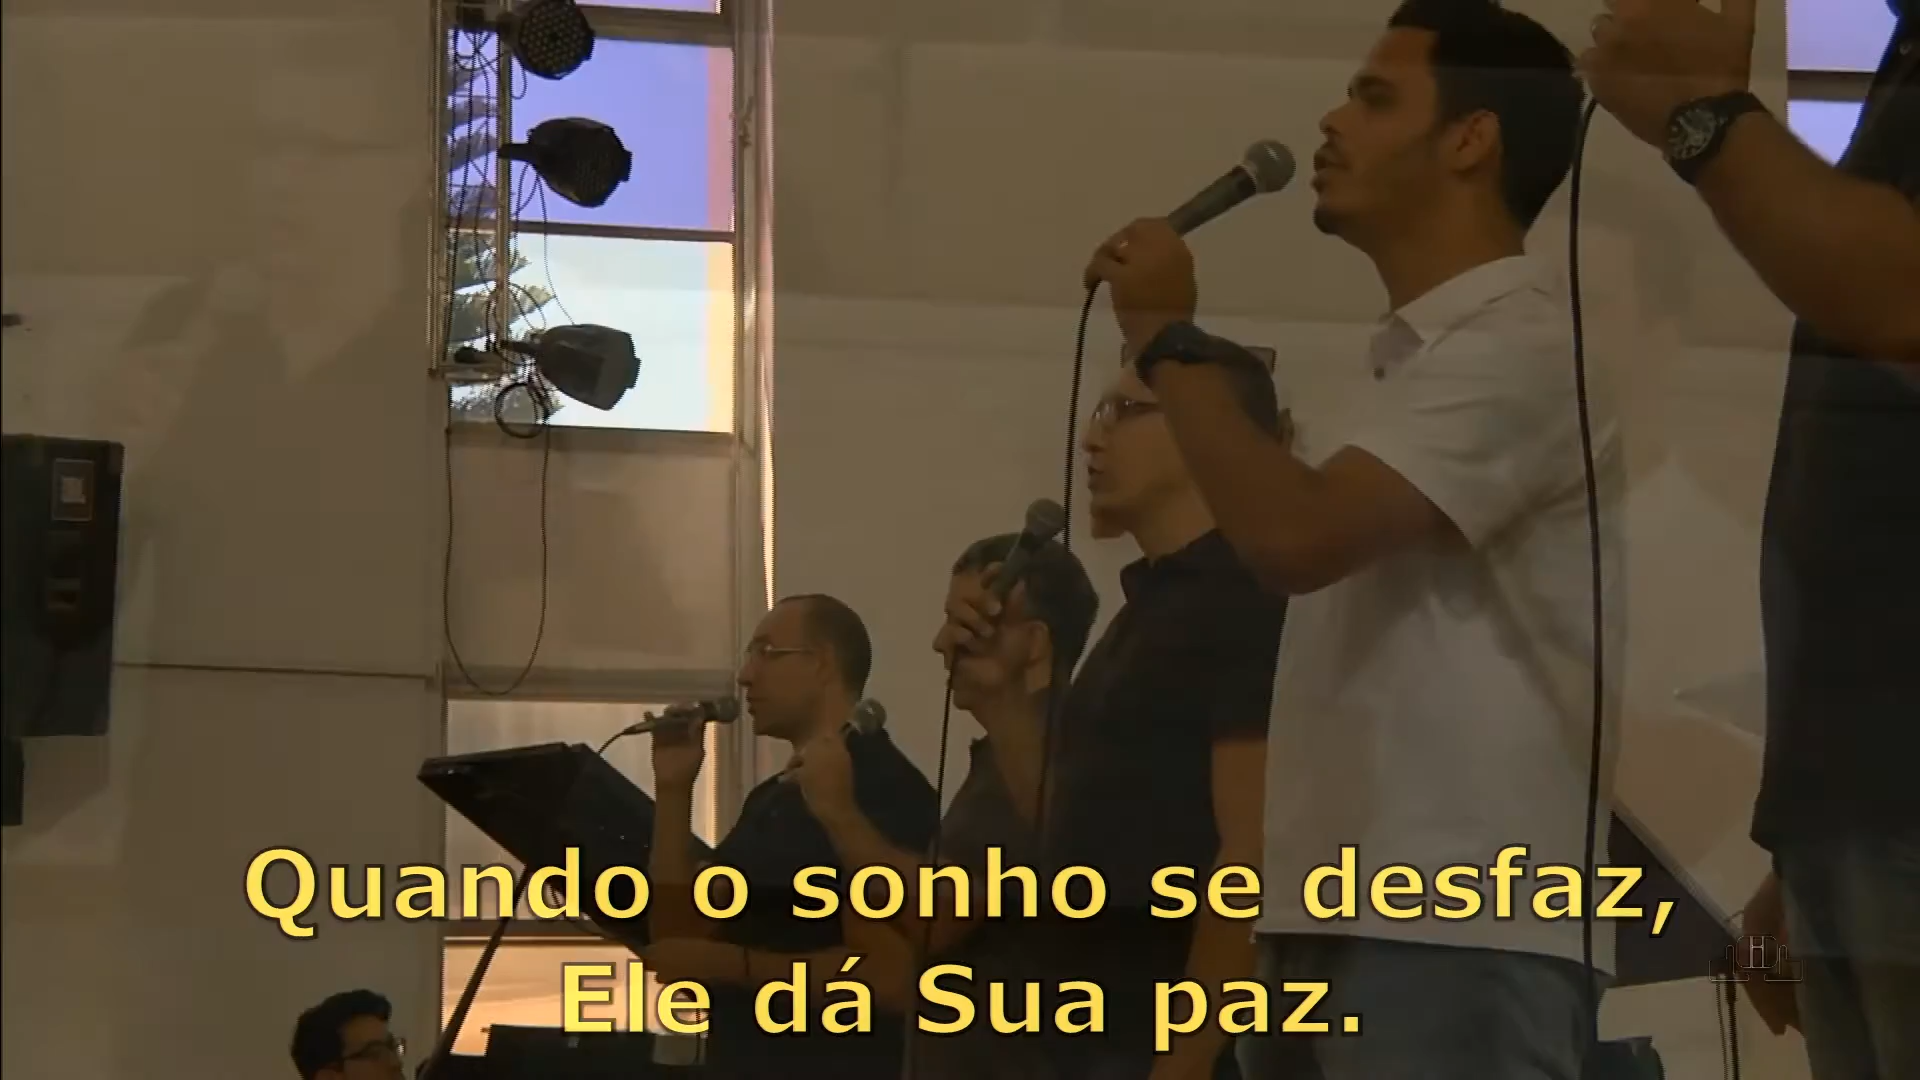 Quando o sonho se desfaz,
Ele dá Sua paz.